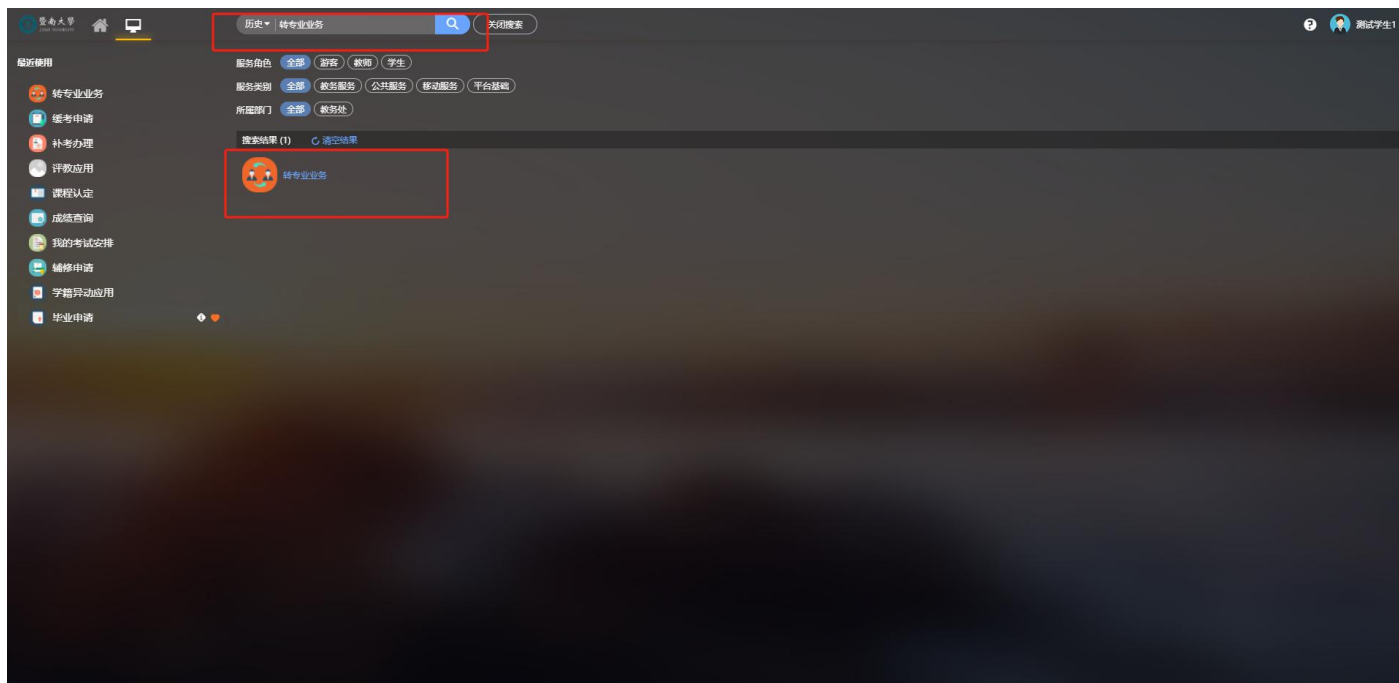 暨南大學
历史 转专业业务 关闭搜索
? 测试学生1
最近使用
转专业业务
缓考申请
补考办理
评教应用
课程认定
成绩查询
我的考试安排
辅修申请
学籍异动应用
毕业申请
服务角色 全部 游客 教师 学生
服务类别 全部 教务服务 公共服务 移动服务 平台基础
所属部门 全部 教务处
搜索结果 (1) 清空结果
转专业业务